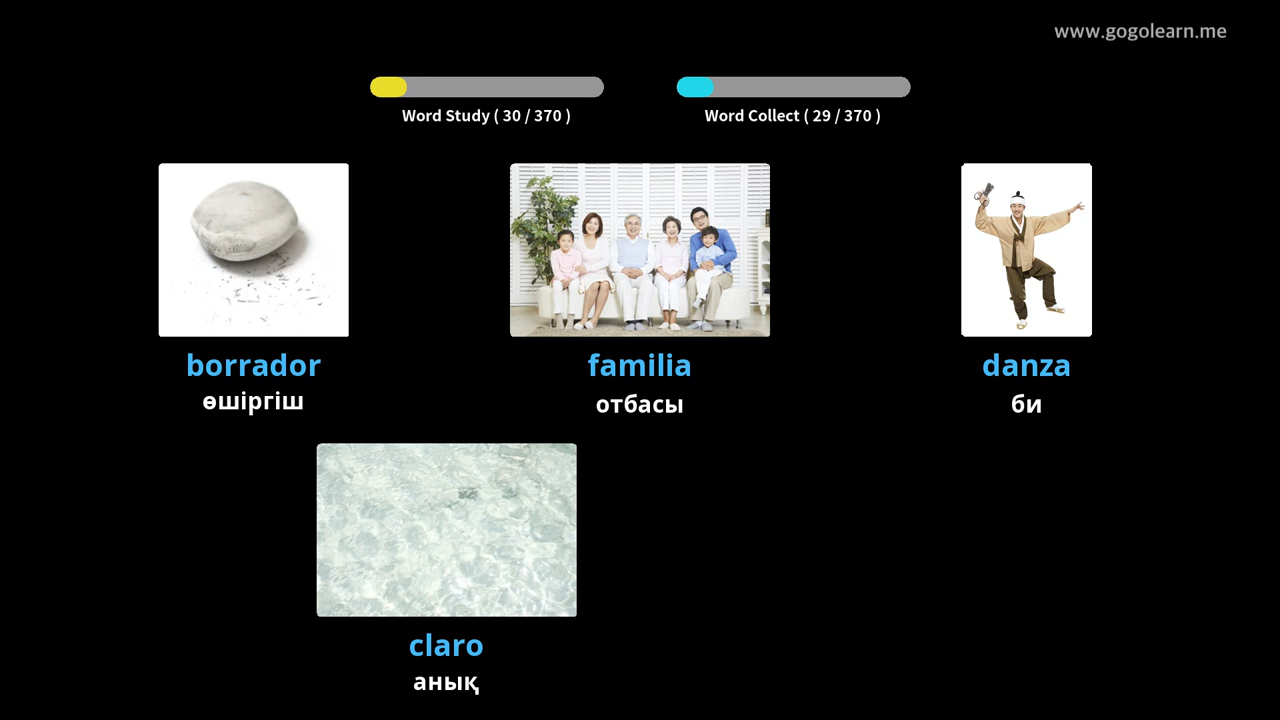 www.gogolearn.me
Word Study ( 30 / 370 )
Word Collect ( 29 / 370 )
borrador
өшіргіш
familia
отбасы
danza
би
claro
анық